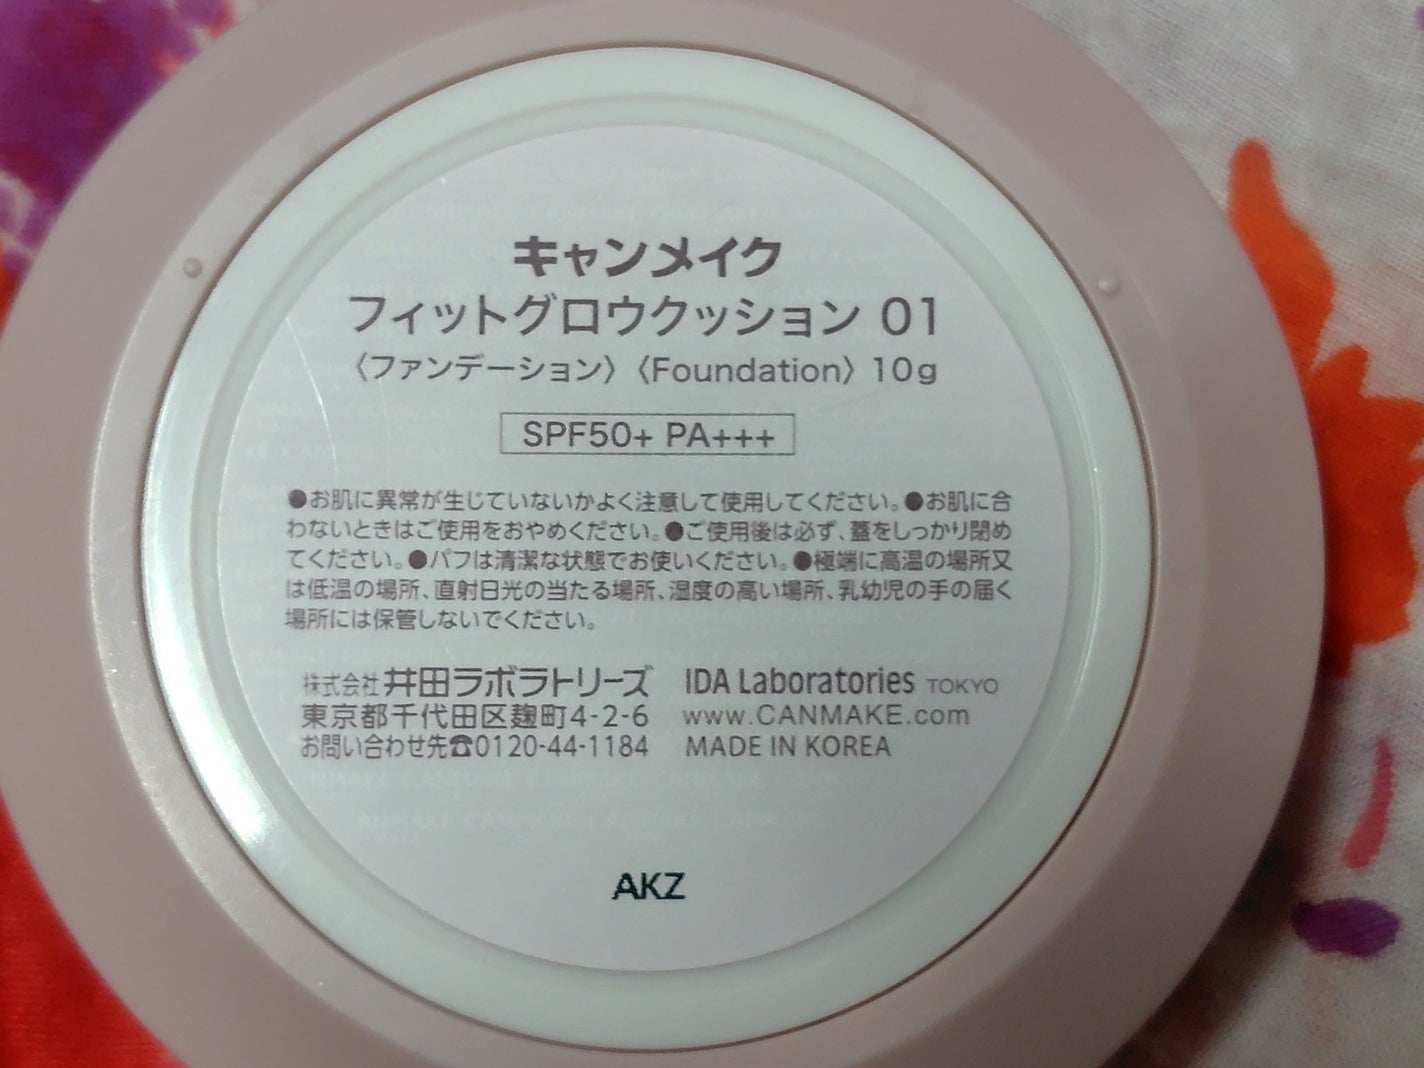 キャンメイク
フィットグロウクッション 01
〈ファンデーション〉〈Foundation〉10g
SPF50+ PA+++
●お肌に異常が生じていないかよく注意して使用してください。●お肌に合
わないときはご使用をおやめください。●ご使用後は必ず、蓋をしっかり閉め
てください。●パフは清潔な状態でお使いください。●極端に高温の場所又
は低温の場所、直射日光の当たる場所、湿度の高い場所、乳幼児の手の届く
場所には保管しないでください。
株式会社井田ラボラトリーズ IDA Laboratories TOKYO
東京都千代田区麹町4-2-6 www.CANMAKE.com
お問い合わせ先☎0120-44-1184 MADE IN KOREA
AKZ